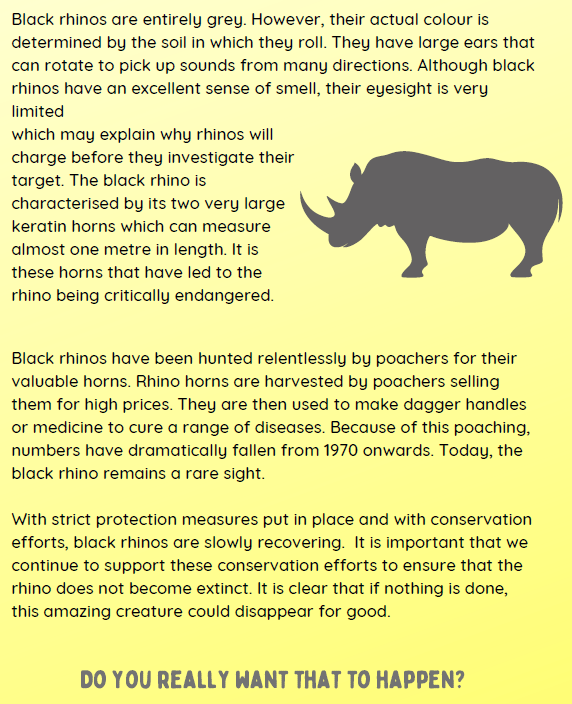 Black rhinos are entirely grey. However, their actual colour is
determined by the soil in which they roll. They have large ears that
can rotate to pick up sounds from many directions. Although black
rhinos have an excellent sense of smell, their eyesight is very
limited
which may explain why rhinos will
charge before they investigate their
target. The black rhino is
characterised by its two very large
keratin horns which can measure
almost one metre in length. It is
these horns that have led to the
rhino being critically endangered.
Black rhinos have been hunted relentlessly by poachers for their
valuable horns. Rhino horns are harvested by poachers selling
them for high prices. They are then used to make dagger handles
or medicine to cure a range of diseases. Because of this poaching,
numbers have dramatically fallen from 1970 onwards. Today, the
black rhino remains a rare sight.
With strict protection measures put in place and with conservation
efforts, black rhinos are slowly recovering.  It is important that we
continue to support these conservation efforts to ensure that the
rhino does not become extinct. It is clear that if nothing is done,
this amazing creature could disappear for good.
DO YOU REALLY WANT THAT TO HAPPEN?